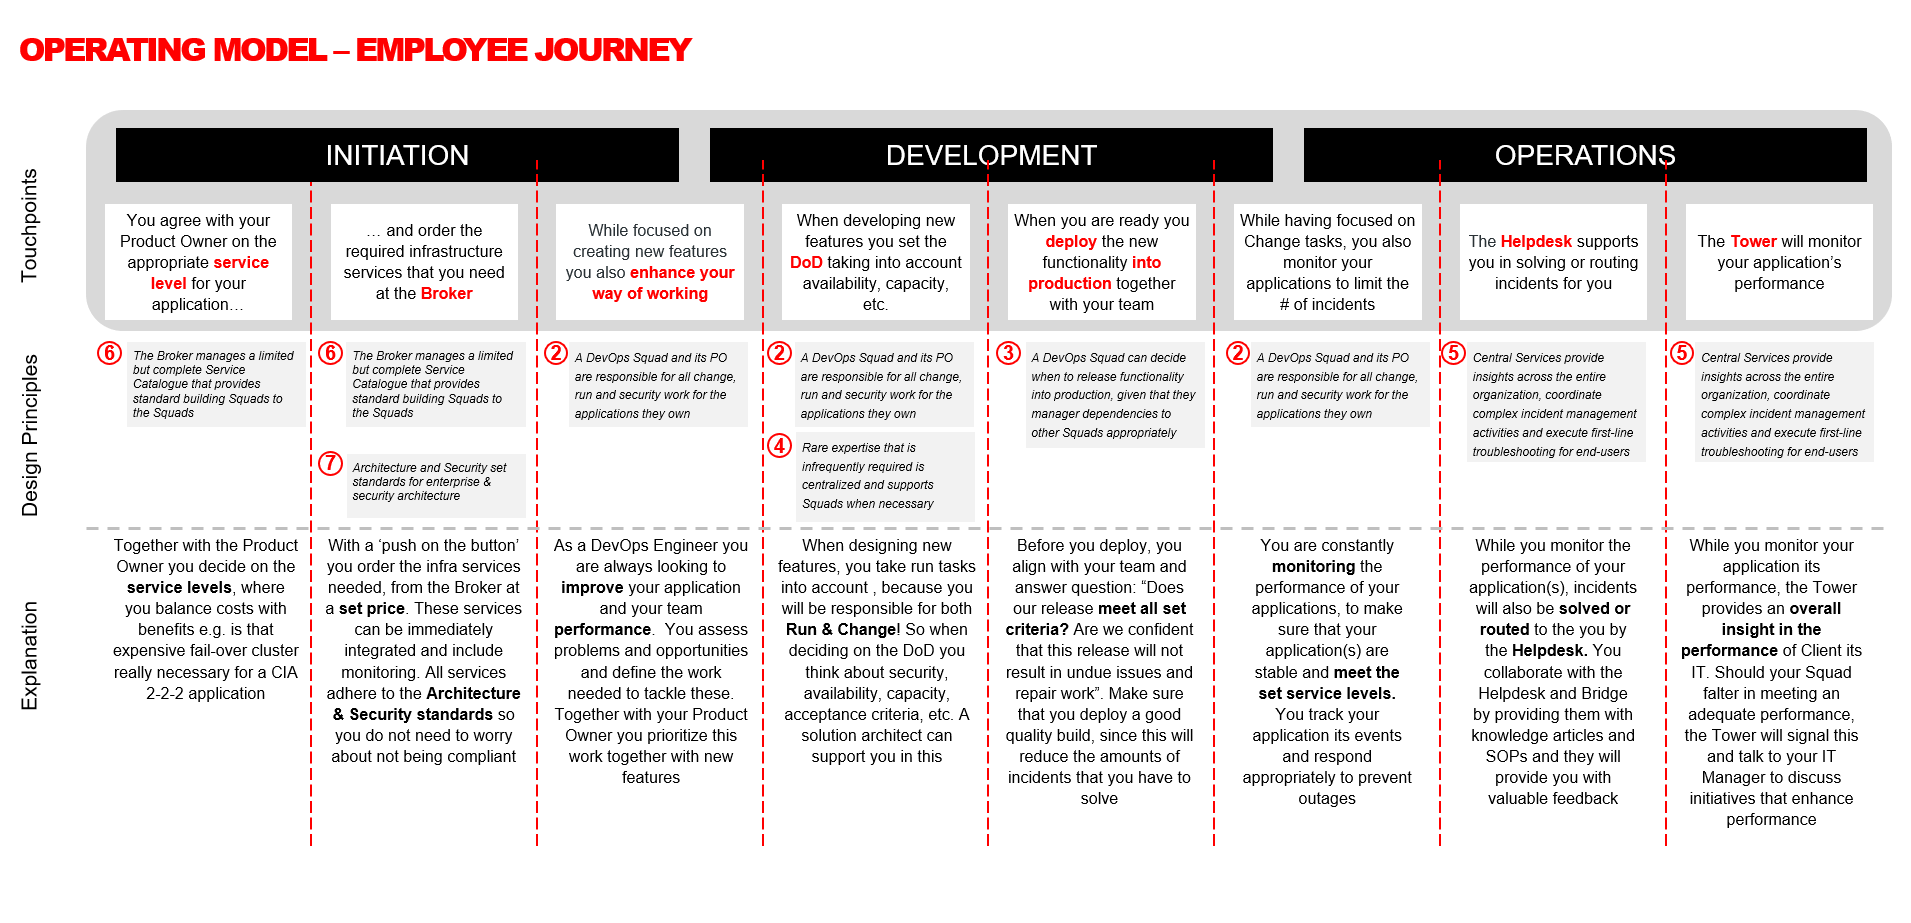 OPERATING MODEL – EMPLOYEE JOURNEY
INITIATION
DEVELOPMENT
OPERATIONS
Touchpoints
You agree with your
Product Owner on the
appropriate service
level for your
application…
… and order the
required infrastructure
services that you need
at the Broker
While focused on
creating new features
you also enhance your
way of working
When developing new
features you set the
DoD taking into account
availability, capacity,
etc.
When you are ready you
deploy the new
functionality into
production together
with your team
While having focused on
Change tasks, you also
monitor your
applications to limit the
# of incidents
The Helpdesk supports
you in solving or routing
incidents for you
The Tower will monitor
your application’s
performance
Design Principles
6
The Broker manages a limited
but complete Service
Catalogue that provides
standard building Squads to
the Squads
6
The Broker manages a limited
but complete Service
Catalogue that provides
standard building Squads to
the Squads
7
Architecture and Security set
standards for enterprise &
security architecture
2
A DevOps Squad and its PO
are responsible for all change,
run and security work for the
applications they own
2
A DevOps Squad and its PO
are responsible for all change,
run and security work for the
applications they own
4
Rare expertise that is
infrequently required is
centralized and supports
Squads when necessary
3
A DevOps Squad can decide
when to release functionality
into production, given that they
manager dependencies to
other Squads appropriately
2
A DevOps Squad and its PO
are responsible for all change,
run and security work for the
applications they own
5
Central Services provide
insights across the entire
organization, coordinate
complex incident management
activities and execute first-line
troubleshooting for end-users
5
Central Services provide
insights across the entire
organization, coordinate
complex incident management
activities and execute first-line
troubleshooting for end-users
Explanation
Together with the Product
Owner you decide on the
service levels, where
you balance costs with
benefits e.g. is that
expensive fail-over cluster
really necessary for a CIA
2-2-2 application
With a ‘push on the button’
you order the infra services
needed, from the Broker at
a set price. These services
can be immediately
integrated and include
monitoring. All services
adhere to the Architecture
& Security standards so
you do not need to worry
about not being compliant
As a DevOps Engineer you
are always looking to
improve your application
and your team
performance.  You assess
problems and opportunities
and define the work
needed to tackle these.
Together with your Product
Owner you prioritize this
work together with new
features
When designing new
features, you take run tasks
into account , because you
will be responsible for both
Run & Change! So when
deciding on the DoD you
think about security,
availability, capacity,
acceptance criteria, etc. A
solution architect can
support you in this
Before you deploy, you
align with your team and
answer question: “Does
our release meet all set
criteria? Are we confident
that this release will not
result in undue issues and
repair work”. Make sure
that you deploy a good
quality build, since this will
reduce the amounts of
incidents that you have to
solve
You are constantly
monitoring the
performance of your
applications, to make
sure that your
application(s) are
stable and meet the
set service levels.
You track your
application its events
and respond
appropriately to prevent
outages
While you monitor the
performance of your
application(s), incidents
will also be solved or
routed to the you by
the Helpdesk. You
collaborate with the
Helpdesk and Bridge
by providing them with
knowledge articles and
SOPs and they will
provide you with
valuable feedback
While you monitor your
application its
performance, the Tower
provides an overall
insight in the
performance of Client its
IT. Should your Squad
falter in meeting an
adequate performance,
the Tower will signal this
and talk to your IT
Manager to discuss
initiatives that enhance
performance